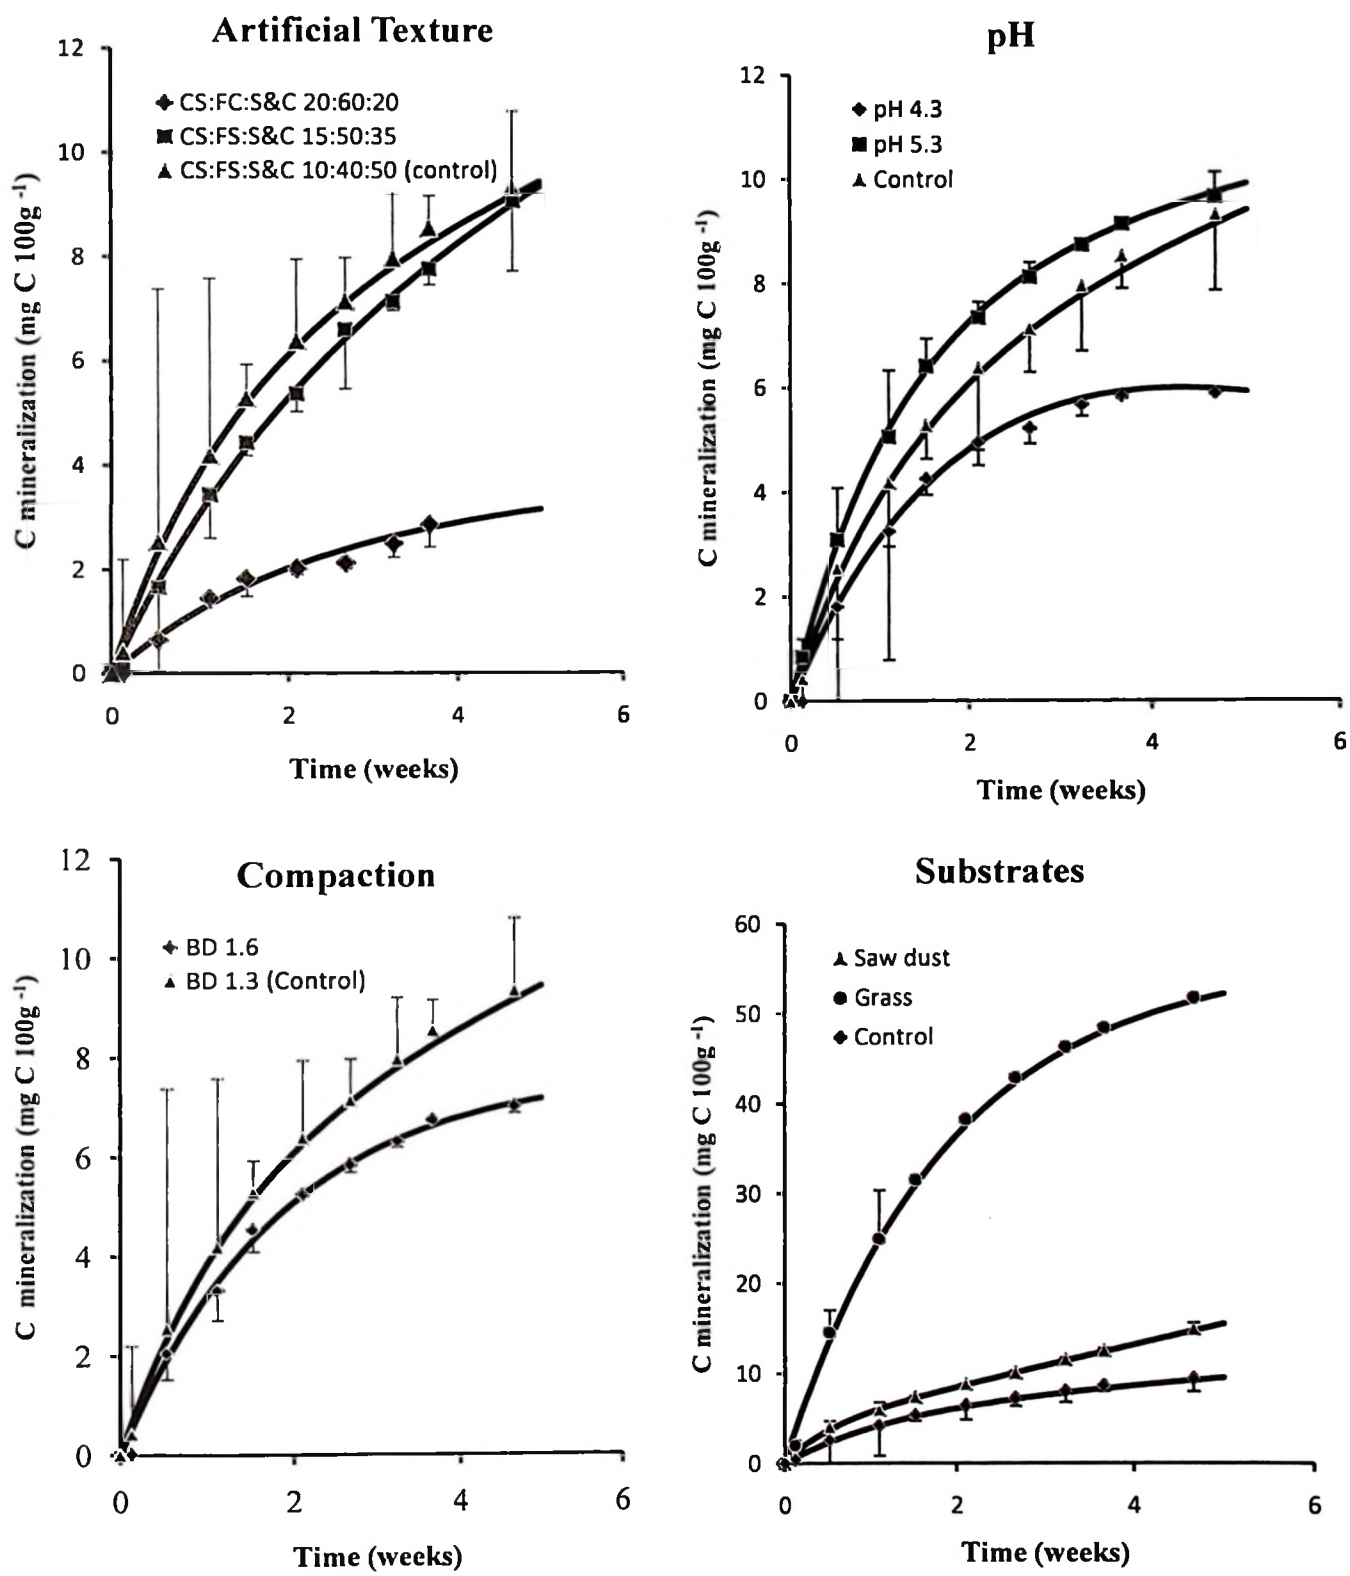 Artificial Texture
12
10
8
6
4
2
0
0 2 4 6
C mineralization (mg C 100g -1)
CS:FC:S&C 20:60:20
CS:FS:S&C 15:50:35
CS:FS:S&C 10:40:50 (control)
Time (weeks)
pH
12
10
8
6
4
2
0
0 2 4 6
C mineralization (mg C 100g -1)
pH 4.3
pH 5.3
Control
Time (weeks)
Compaction
12
10
8
6
4
2
0
0 2 4 6
C mineralization (mg C 100g -1)
BD 1.6
BD 1.3 (Control)
Time (weeks)
Substrates
60
50
40
30
20
10
0
0 2 4 6
C mineralization (mg C 100g -1)
Saw dust
Grass
Control
Time (weeks)